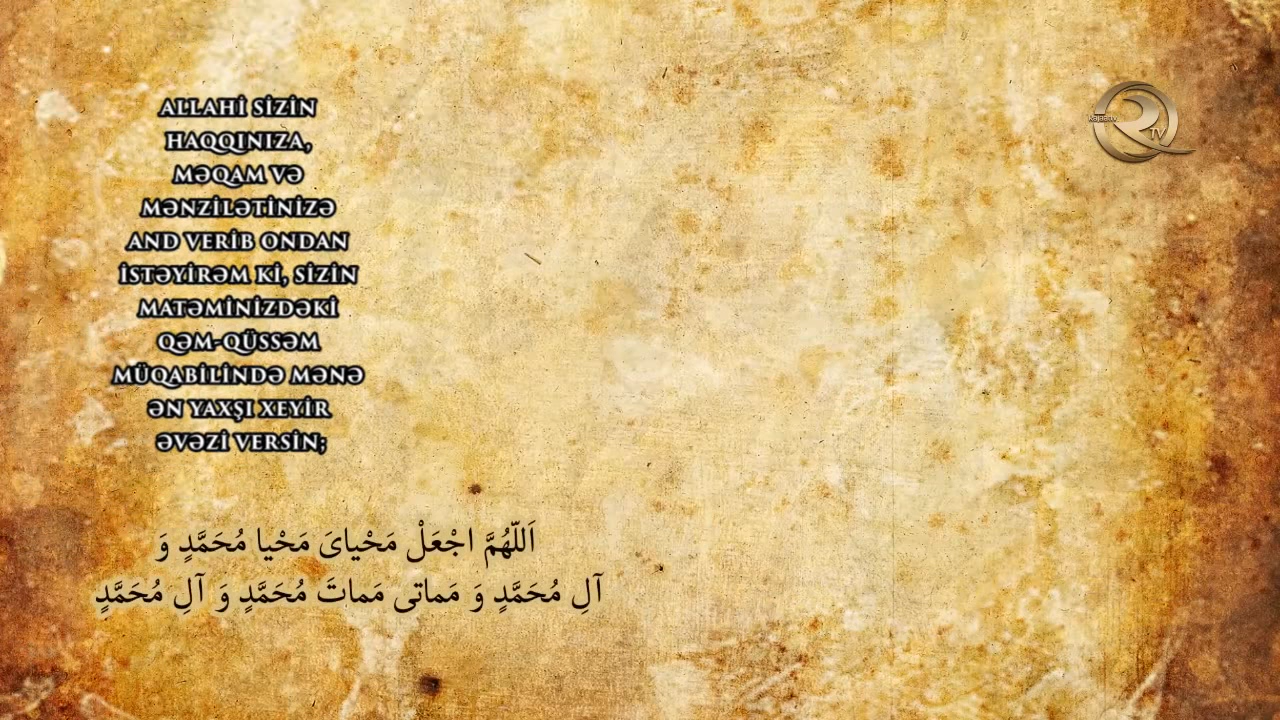 ALLAHİ SİZİN
HAQQINIZA,
MƏQAM VƏ
MƏNZİLƏTİNİZƏ
AND VERİB ONDAN
İSTƏYİRƏM Kİ, SİZİN
MATƏMİNİZDƏKİ
QƏM-QÜSSƏM
MÜQABİLİNDƏ MƏNƏ
ƏN YAXŞI XEYİR
ƏVƏZİ VERSİN;
اَللّهُمَّ اجْعَلْ مَحْیایَ مَحْیا مُحَمَّدٍ وَ
آلِ مُحَمَّدٍ وَ مَماتی مَماتَ مُحَمَّدٍ وَ آلِ مُحَمَّدٍ
TV